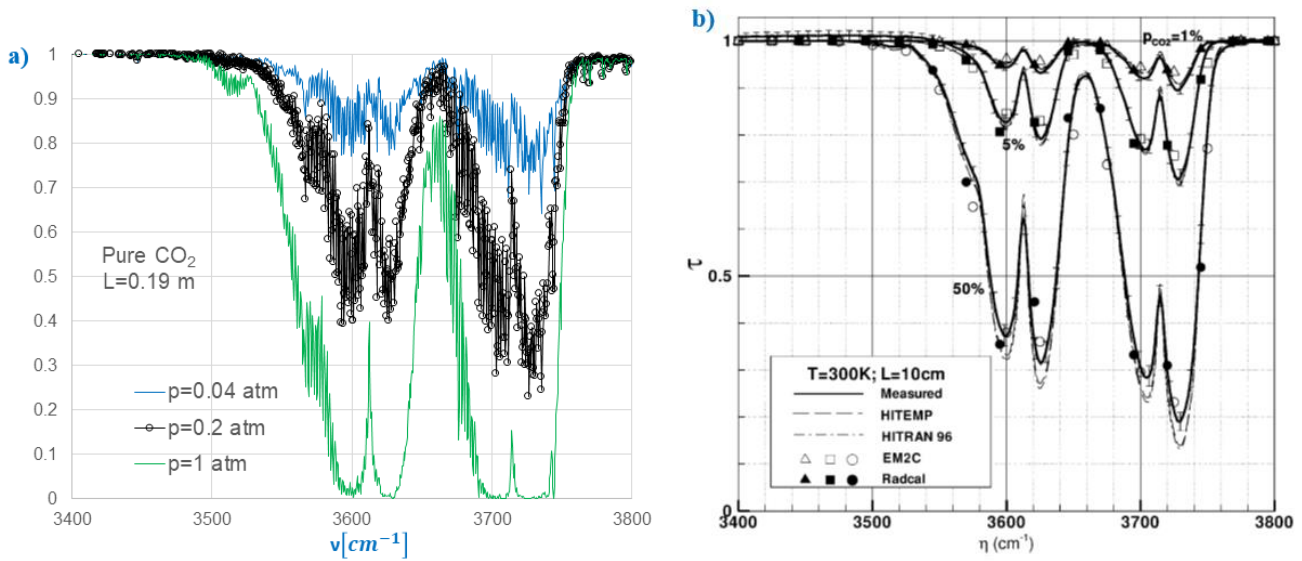 a)
1
0.9
0.8
0.7
0.6
0.5
0.4
0.3
0.2
0.1
0
Pure CO₂
L=0.19 m
p=0.04 atm
p=0.2 atm
p=1 atm
3400 3500 3600 3700 3800
ν[cm⁻¹]
b)
1
0.5
0
τ
pCO2=1%
5%
50%
T=300K; L=10cm
Measured
HITEMP
HITRAN 96
EM2C
Radcal
3400 3500 3600 3700 3800
η (cm⁻¹)